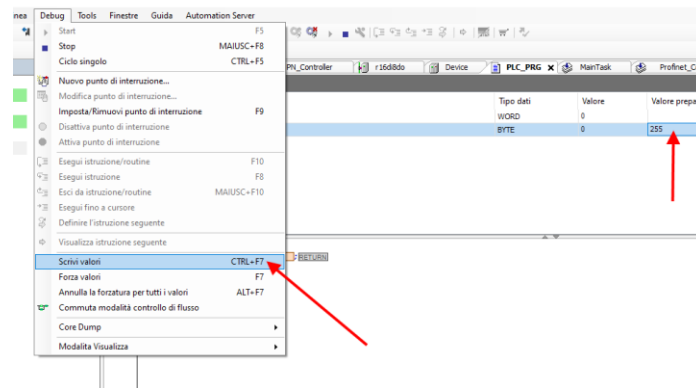 nea Debug Tools Finestre Guida Automation Server
Start F5
Stop MAIUSC+F8
Ciclo singolo CTRL+F5
Nuovo punto di interruzione...
Modifica punto di interruzione...
Imposta/Rimuovi punto di interruzione F9
Disattiva punto di interruzione
Attiva punto di interruzione
Esegui istruzione/routine F10
Esegui istruzione F8
Esci da istruzione/routine MAIUSC+F10
Esegui fino a cursore
Definire l'istruzione seguente
Visualizza istruzione seguente
Scrivi valori CTRL+F7
Forza valori F7
Annulla la forzatura per tutti i valori ALT+F7
Commuta modalità controllo di flusso
Core Dump
Modalita Visualizza
PN_Controller r16di8do Device PLC_PRG MainTask Profinet_C
Tipo dati Valore Valore prepa
WORD 0
BYTE 0 255
RETURN